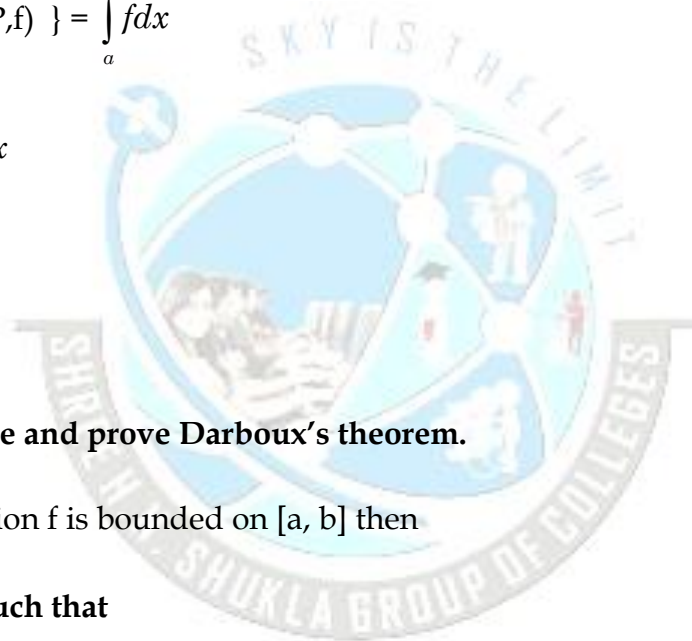 P,f) } = ∫ fdx
a
SKY IS THE LIMIT
x
e and prove Darboux's theorem.
ion f is bounded on [a, b] then
uch that
SHREE H. N. SHUKLA GROUP OF COLLEGES